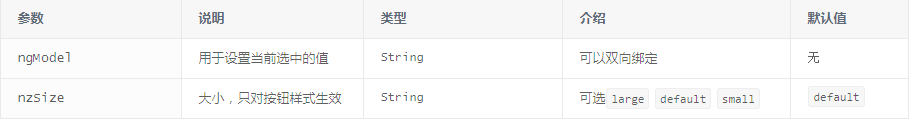 参数 说明 类型 介绍 默认值
ngModel 用于设置当前选中的值 String 可以双向绑定 无
nzSize 大小，只对按钮样式生效 String 可选 large default small default